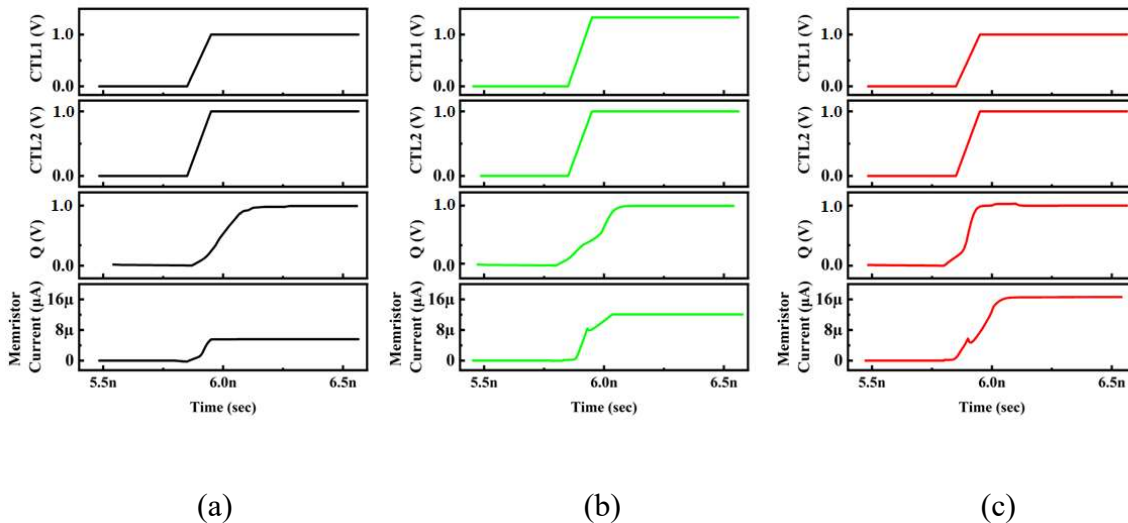 CTL1 (V)
1.0
0.0
CTL2 (V)
1.0
0.0
Q (V)
1.0
0.0
Memristor
Current (μA)
16μ
8μ
0
5.5n 6.0n 6.5n
Time (sec)
(a)
CTL1 (V)
1.0
0.0
CTL2 (V)
1.0
0.0
Q (V)
1.0
0.0
Memristor
Current (μA)
16μ
8μ
0
5.5n 6.0n 6.5n
Time (sec)
(b)
CTL1 (V)
1.0
0.0
CTL2 (V)
1.0
0.0
Q (V)
1.0
0.0
Memristor
Current (μA)
16μ
8μ
0
5.5n 6.0n 6.5n
Time (sec)
(c)